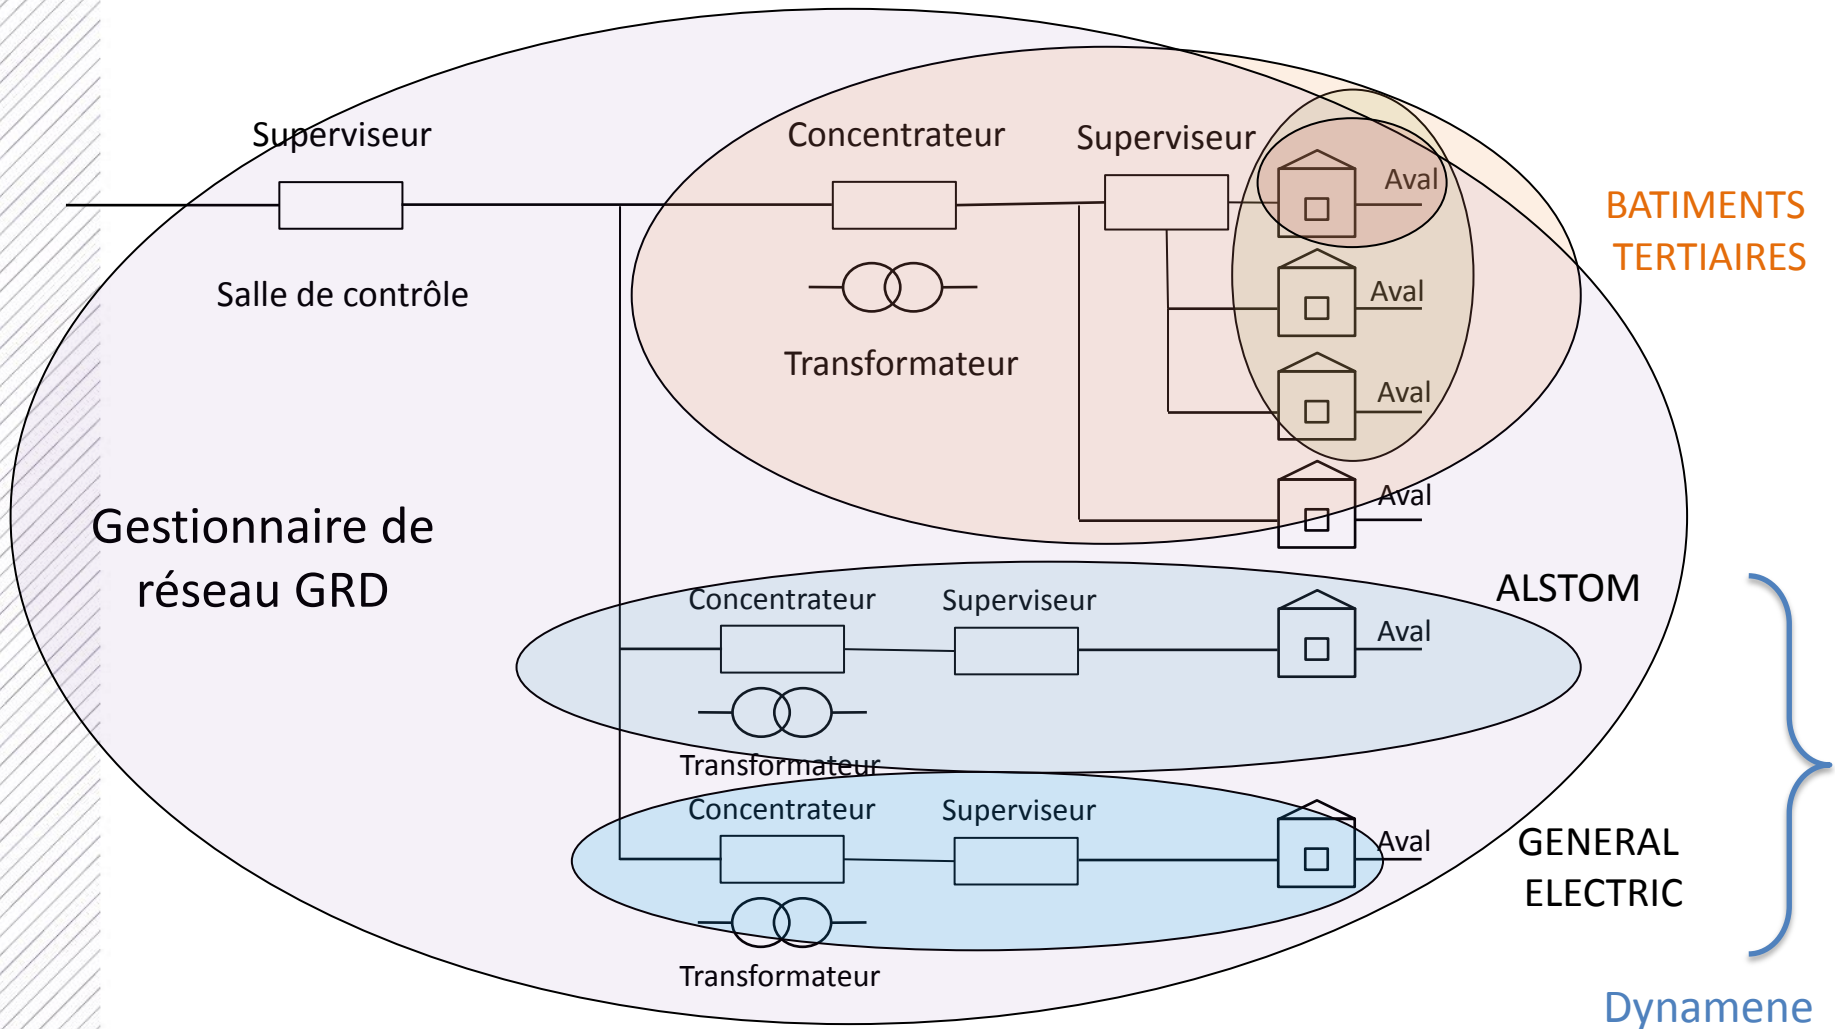 Superviseur
Concentrateur
Superviseur
Aval
BATIMENTS
TERTIAIRES
Salle de contrôle
Aval
Transformateur
Aval
Aval
Gestionnaire de
réseau GRD
Concentrateur
Superviseur
ALSTOM
Aval
Transformateur
Concentrateur
Superviseur
Aval
GENERAL
ELECTRIC
Transformateur
Dynamene